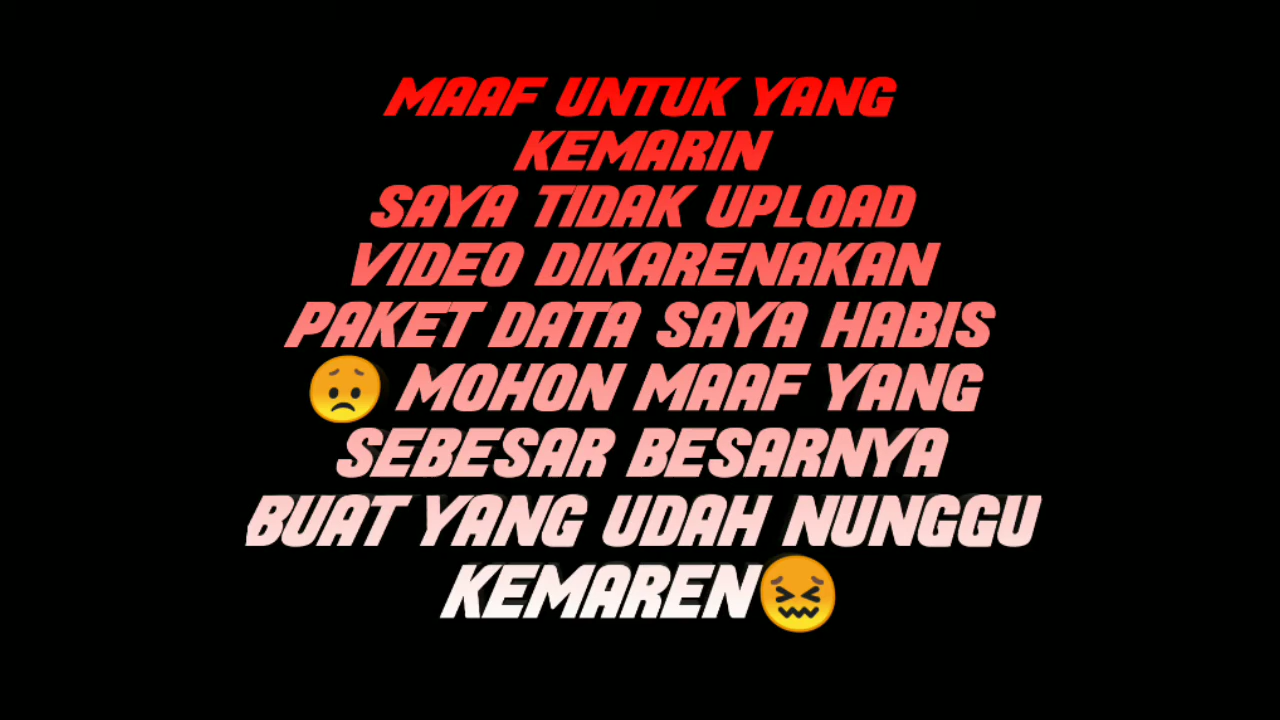 MAAF UNTUK YANG
KEMARIN
SAYA TIDAK UPLOAD
VIDEO DIKARENAKAN
PAKET DATA SAYA HABIS
😟 MOHON MAAF YANG
SEBESAR BESARNYA
BUAT YANG UDAH NUNGGU
KEMAREN😖